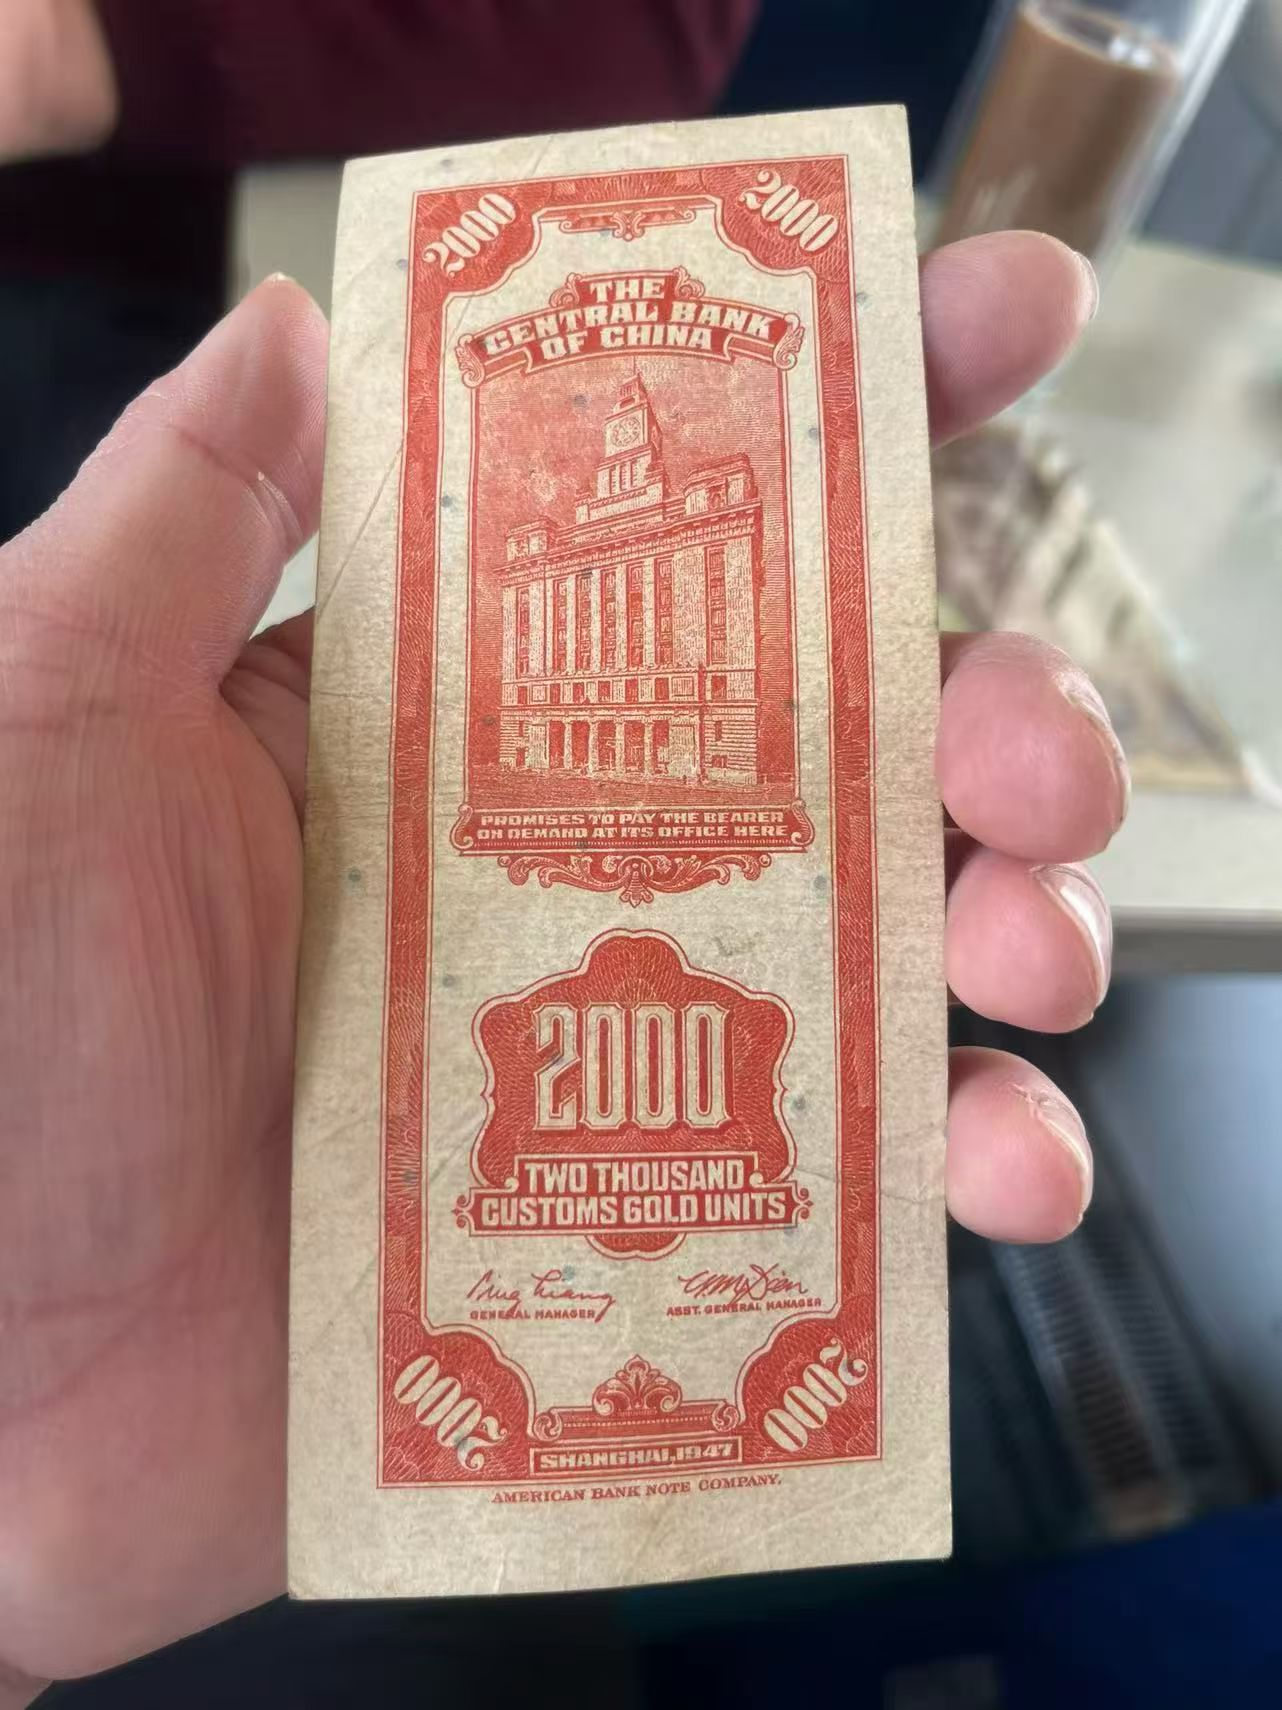 2000 2000
THE
CENTRAL BANK
OF CHINA
PROMISES TO PAY THE BEARER
ON DEMAND AT ITS OFFICE HERE
2000
TWO THOUSAND
CUSTOMS GOLD UNITS
GENERAL MANAGER ASST. GENERAL MANAGER
2000 2000
SHANGHAI, 1947
AMERICAN BANK NOTE COMPANY.